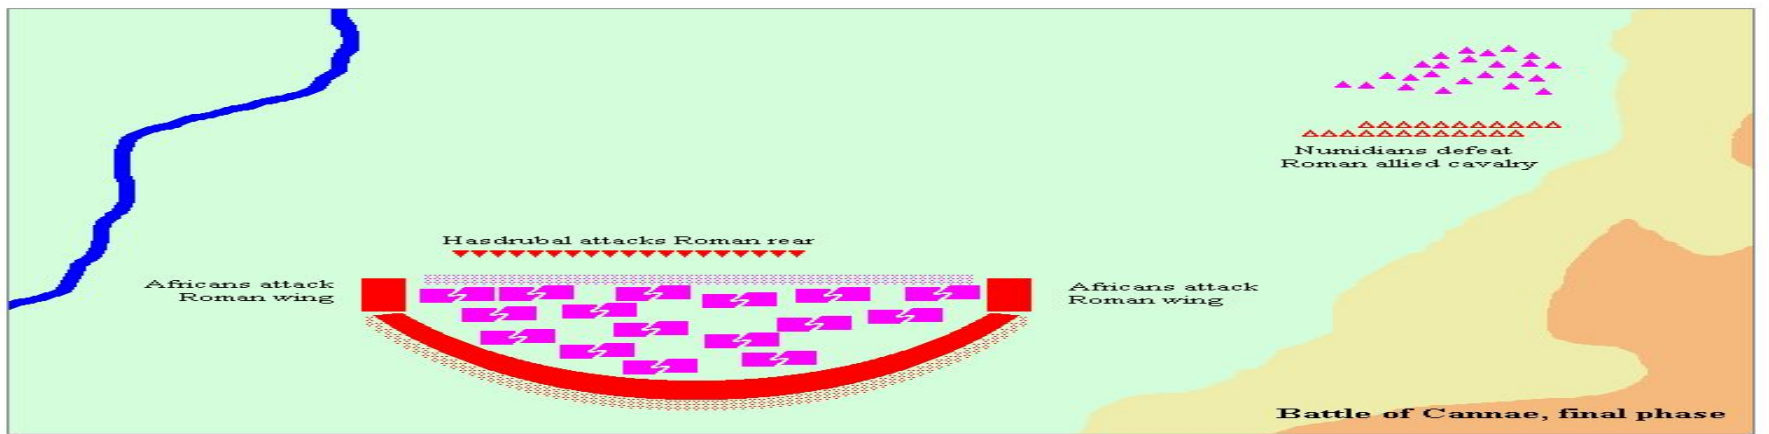 Numidians defeat
Roman allied cavalry
Hasdrubal attacks Roman rear
Africans attack
Roman wing
Africans attack
Roman wing
Battle of Cannae, final phase